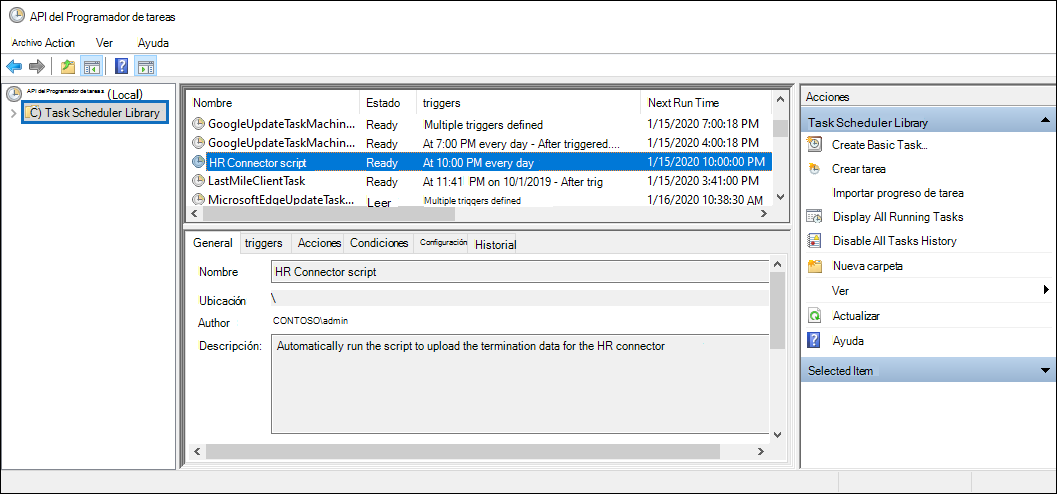 API del Programador de tareas
Archivo Action Ver Ayuda
API del Programador de tareas (Local)
C) Task Scheduler Library
Nombre Estado triggers Next Run Time
GoogleUpdateTaskMachin... Ready Multiple triggers defined 1/15/2020 7:00:18 PM
GoogleUpdateTaskMachin... Ready At 7:00 PM every day - After triggered.... 1/15/2020 4:00:18 PM
HR Connector script Ready At 10:00 PM every day 1/15/2020 10:00:00 PM
LastMileClientTask Ready At 11:41 PM on 10/1/2019 - After trig 1/15/2020 3:41:00 PM
MicrosoftEdgeUpdateTask... Leer Multiple triggers defined 1/16/2020 10:38:30 AM
General triggers Acciones Condiciones Configuración Historial
Nombre HR Connector script
Ubicación \
Author CONTOSO\admin
Descripción: Automatically run the script to upload the termination data for the HR connector
Acciones
Task Scheduler Library
Create Basic Task...
Crear tarea
Importar progreso de tarea
Display All Running Tasks
Disable All Tasks History
Nueva carpeta
Ver
Actualizar
Ayuda
Selected Item